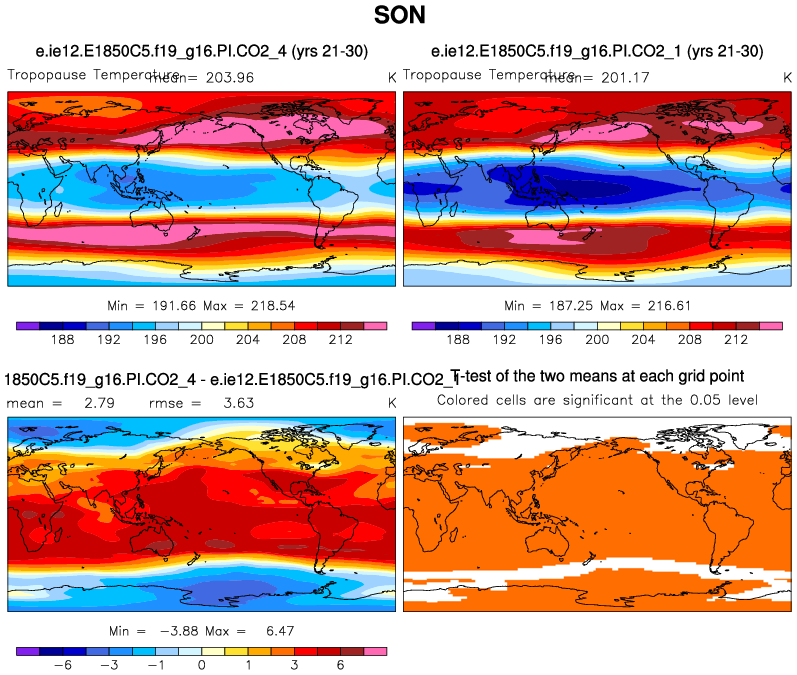 SON
e.ie12.E1850C5.f19_g16.PI.CO2_4 (yrs 21-30)
e.ie12.E1850C5.f19_g16.PI.CO2_1 (yrs 21-30)
Tropopause Temperature mean= 203.96 K
Tropopause Temperature mean= 201.17 K
Min = 191.66 Max = 218.54
Min = 187.25 Max = 216.61
188 192 196 200 204 208 212
188 192 196 200 204 208 212
1850C5.f19_g16.PI.CO2_4 - e.ie12.E1850C5.f19_g16.PI.CO2_1
T-test of the two means at each grid point
mean = 2.79 rmse = 3.63 K
Colored cells are significant at the 0.05 level
Min = -3.88 Max = 6.47
-6 -3 -1 0 1 3 6